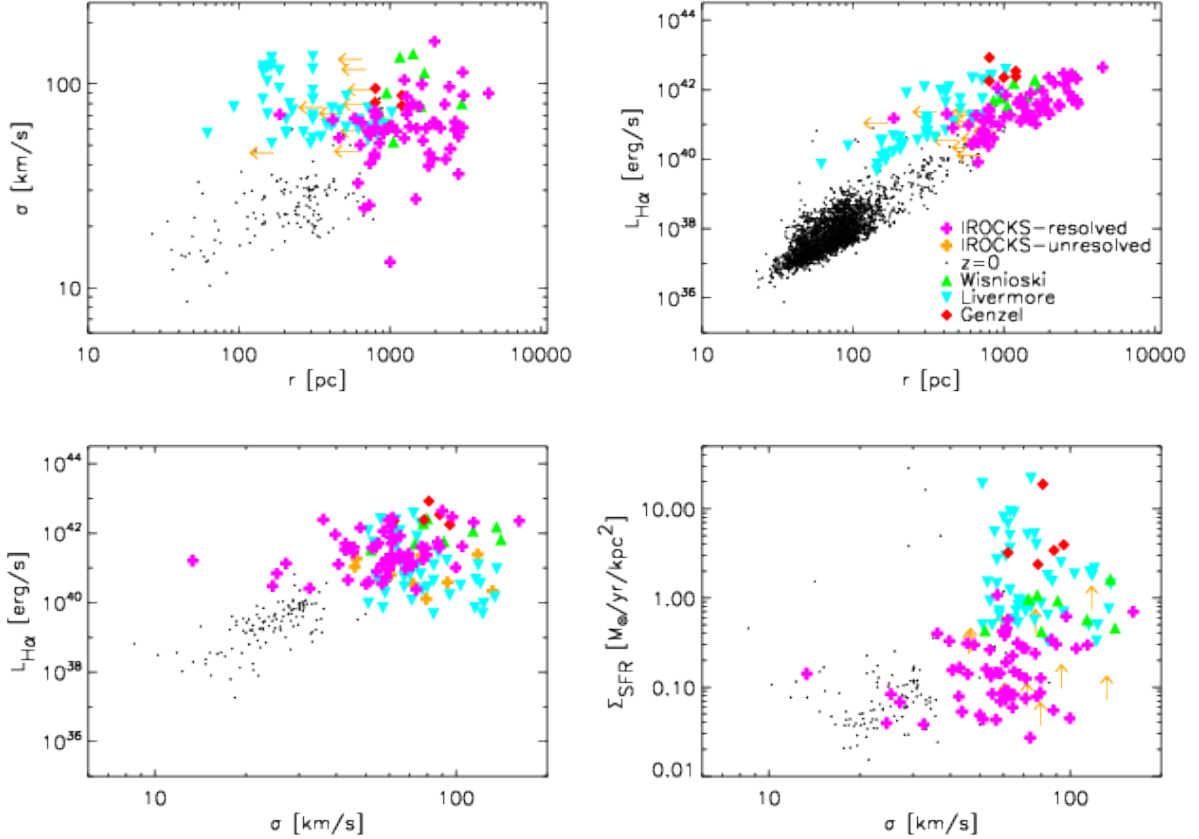 100
10
σ [km/s]
10 100 1000 10000
r [pc]
10^44
10^42
10^40
10^38
10^36
L_Hα [erg/s]
IROCKS-resolved
IROCKS-unresolved
z=0
Wisnioski
Livermore
Genzel
10 100 1000 10000
r [pc]
10^44
10^42
10^40
10^38
10^36
L_Hα [erg/s]
10 100
σ [km/s]
10.00
1.00
0.10
0.01
Σ_SFR [M_⊙/yr/kpc^2]
10 100
σ [km/s]